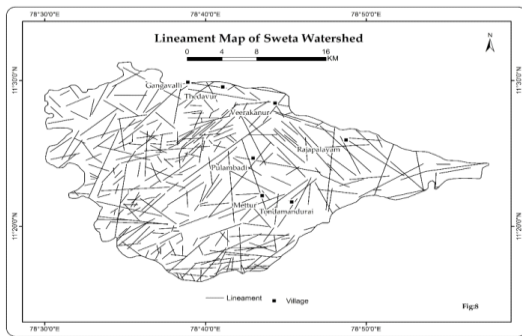 78°30'0"E 78°40'0"E 78°50'0"E
Lineament Map of Sweta Watershed
N
0 4 8 16
KM
11°30'0"N 11°30'0"N
Gangavalli
Thedavur
Veerakanur
Rajapalayam
Pulambadi
Mettur
Tondamandurai
11°20'0"N 11°20'0"N
Lineament Village
Fig:8
78°30'0"E 78°40'0"E 78°50'0"E